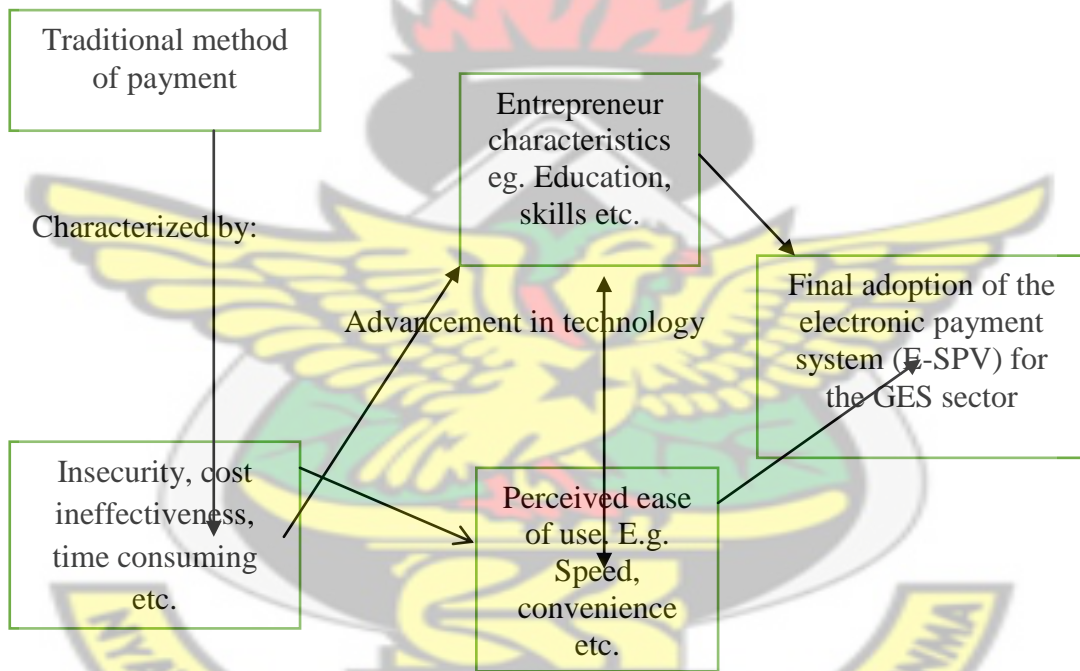 Traditional method
of payment
Entrepreneur
characteristics
eg. Education,
skills etc.
Characterized by:
Advancement in technology
Final adoption of the
electronic payment
system (E-SPV) for
the GES sector
Insecurity, cost
ineffectiveness,
time consuming
etc.
Perceived ease
of use. E.g.
Speed,
convenience
etc.